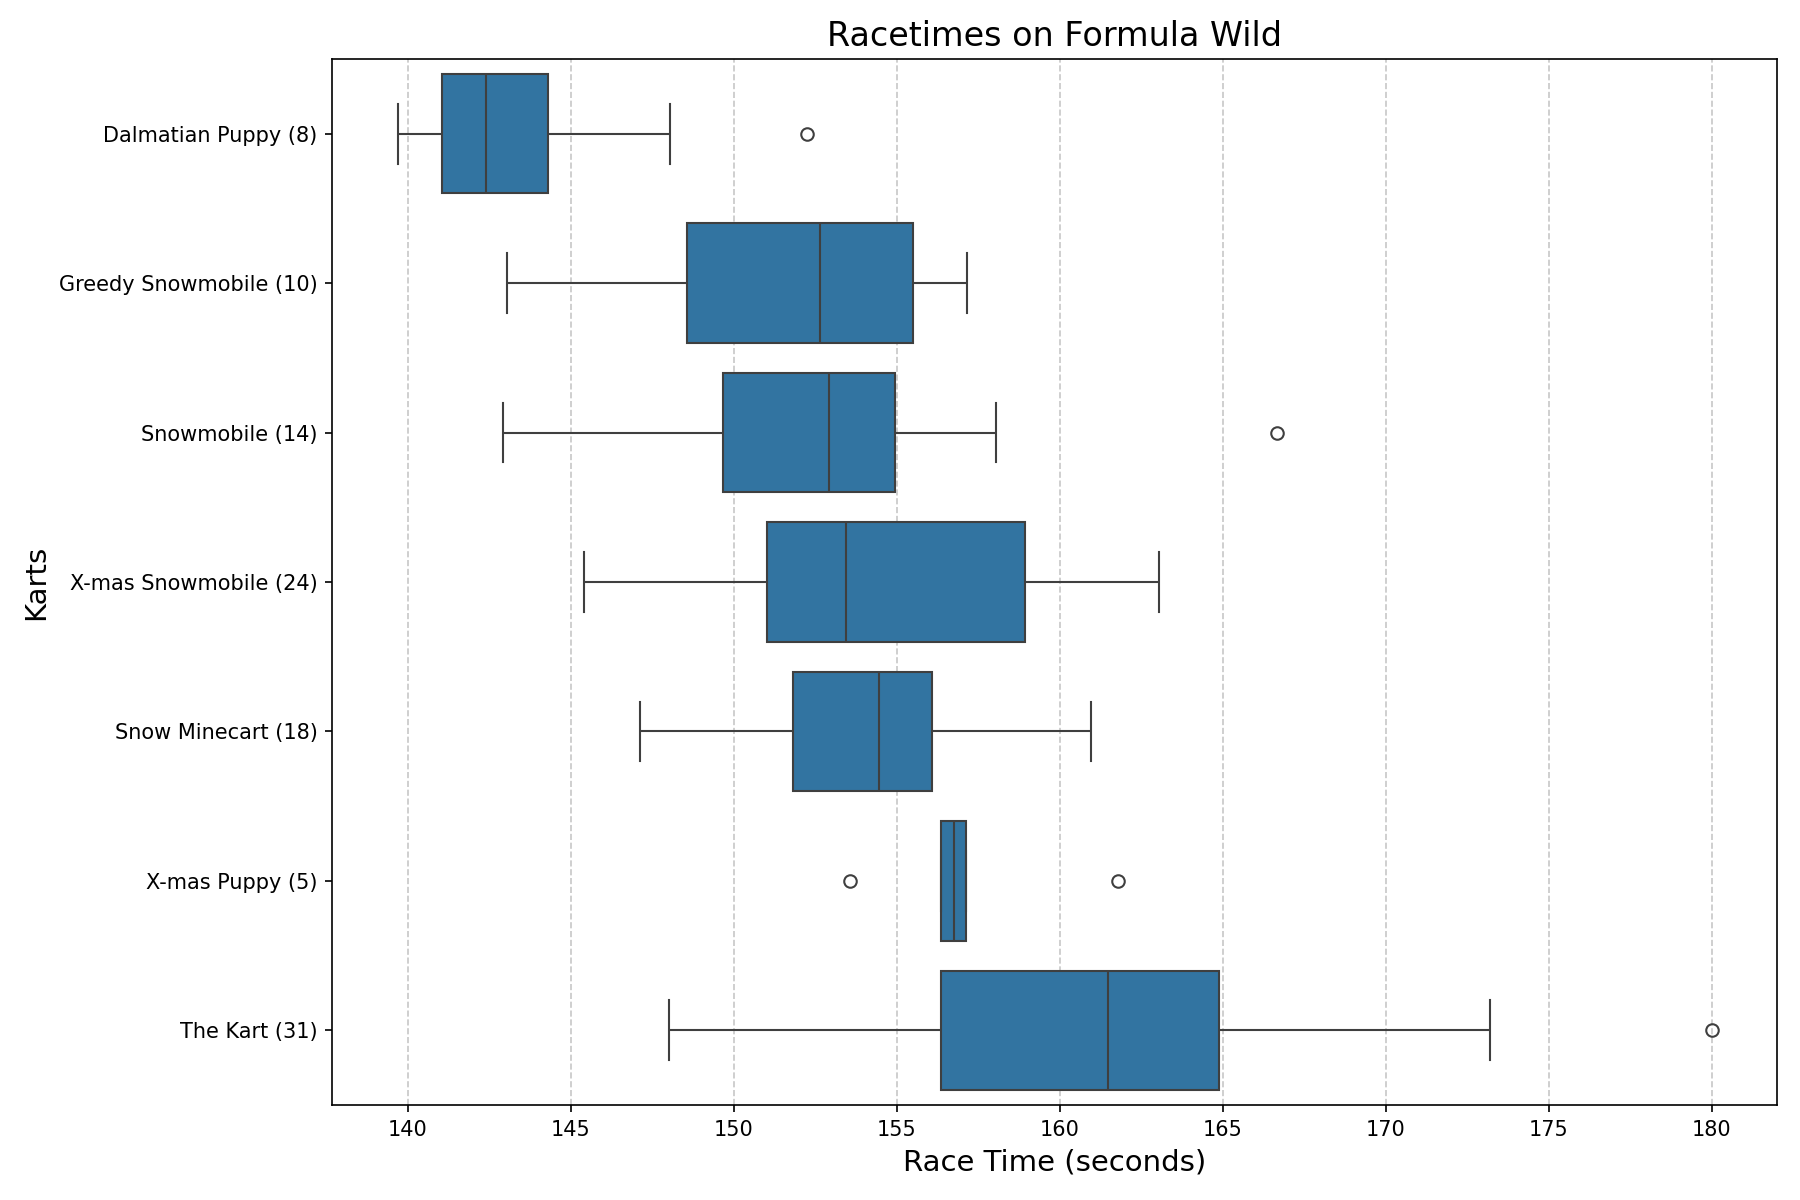 Racetimes on Formula Wild
Karts
Dalmatian Puppy (8)
Greedy Snowmobile (10)
Snowmobile (14)
X-mas Snowmobile (24)
Snow Minecart (18)
X-mas Puppy (5)
The Kart (31)
140 145 150 155 160 165 170 175 180
Race Time (seconds)